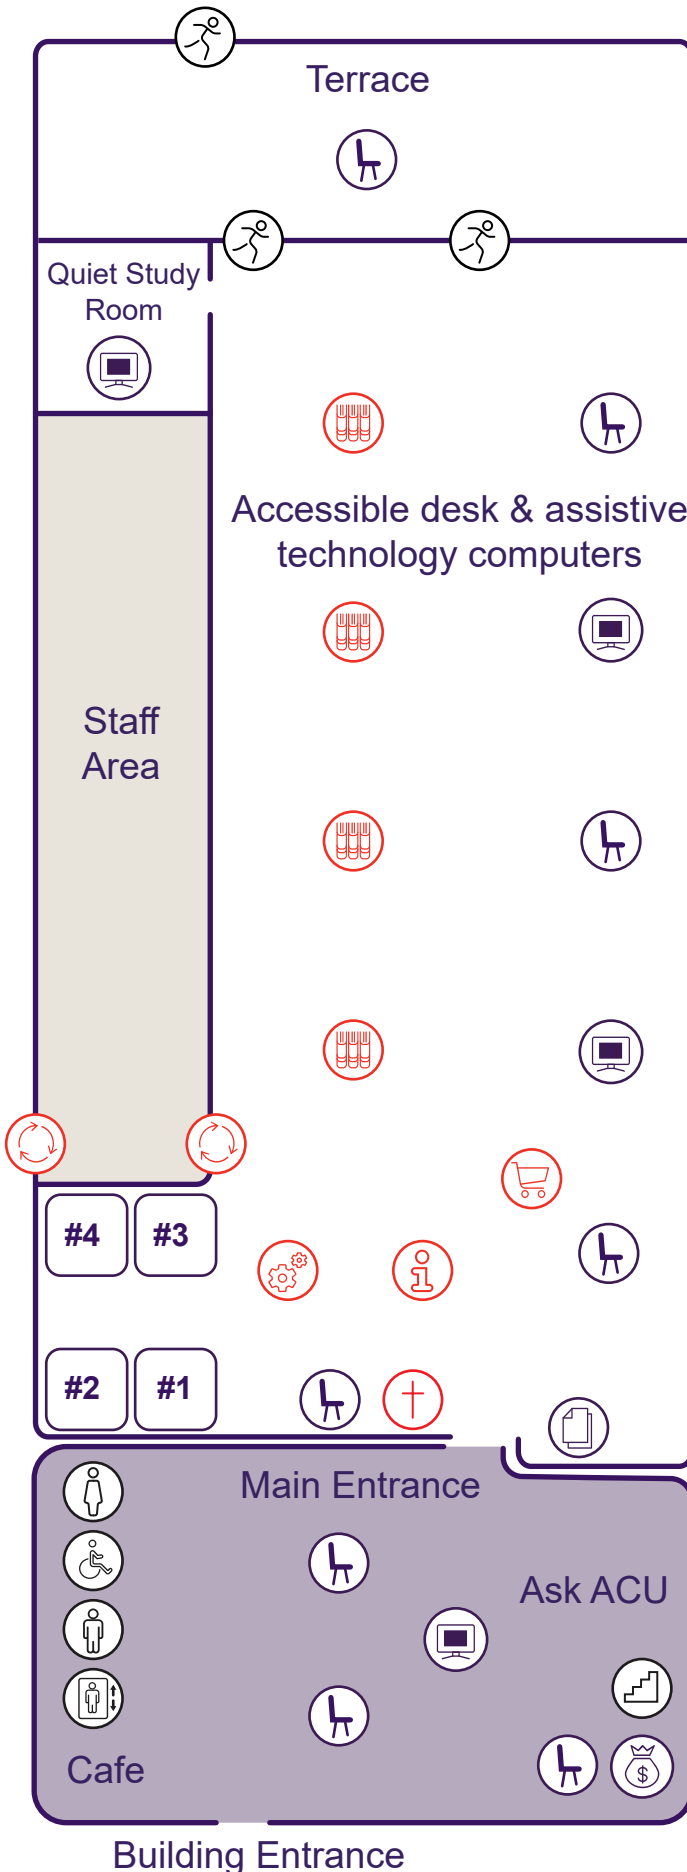 Terrace
Quiet Study
Room
Accessible desk & assistive
technology computers
Staff
Area
#4
#3
#2
#1
Main Entrance
Ask ACU
$
Cafe
Building Entrance